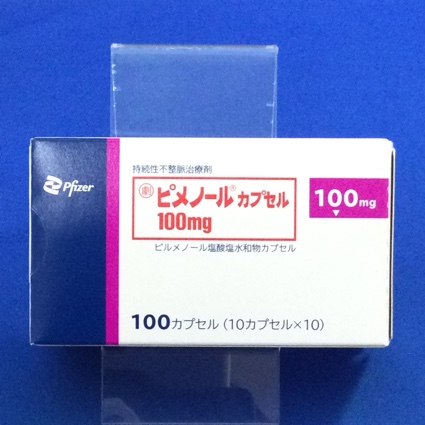 Pfizer
持続性不整脈治療剤
劇 ピメノール® カプセル
100mg
100mg
ピルメノール塩酸塩水和物カプセル
100カプセル (10カプセル×10)